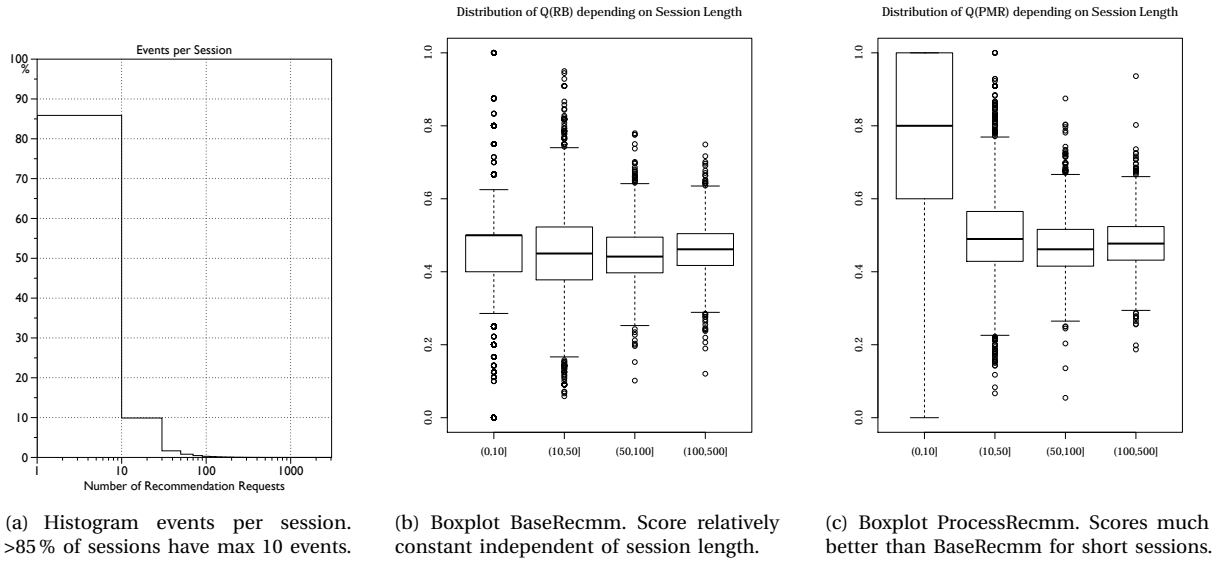 Events per Session
100
%
90
80
70
60
50
40
30
20
10
0
1 10 100 1000
Number of Recommendation Requests
(a) Histogram events per session.
>85 % of sessions have max 10 events.
Distribution of Q(RB) depending on Session Length
1.0
0.8
0.6
0.4
0.2
0.0
(0,10] (10,50] (50,100] (100,500]
(b) Boxplot BaseRecmm. Score relatively
constant independent of session length.
Distribution of Q(PMR) depending on Session Length
1.0
0.8
0.6
0.4
0.2
0.0
(0,10] (10,50] (50,100] (100,500]
(c) Boxplot ProcessRecmm. Scores much
better than BaseRecmm for short sessions.